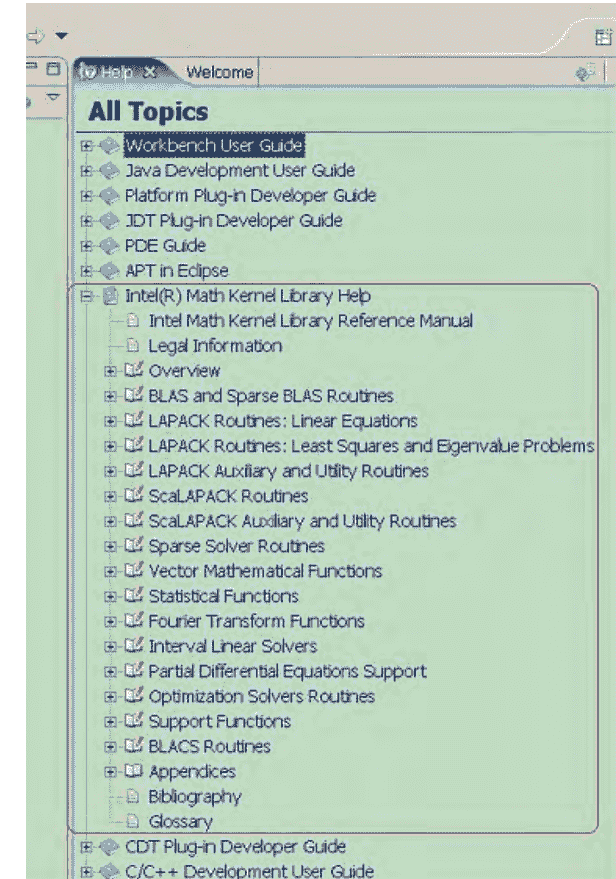 Help Welcome
All Topics
Workbench User Guide
Java Development User Guide
Platform Plug-in Developer Guide
JDT Plug-in Developer Guide
PDE Guide
APT in Eclipse
Intel(R) Math Kernel Library Help
Intel Math Kernel Library Reference Manual
Legal Information
Overview
BLAS and Sparse BLAS Routines
LAPACK Routines: Linear Equations
LAPACK Routines: Least Squares and Eigenvalue Problems
LAPACK Auxiliary and Utility Routines
ScaLAPACK Routines
ScaLAPACK Auxiliary and Utility Routines
Sparse Solver Routines
Vector Mathematical Functions
Statistical Functions
Fourier Transform Functions
Interval Linear Solvers
Partial Differential Equations Support
Optimization Solvers Routines
Support Functions
BLACS Routines
Appendices
Bibliography
Glossary
CDT Plug-in Developer Guide
C/C++ Development User Guide